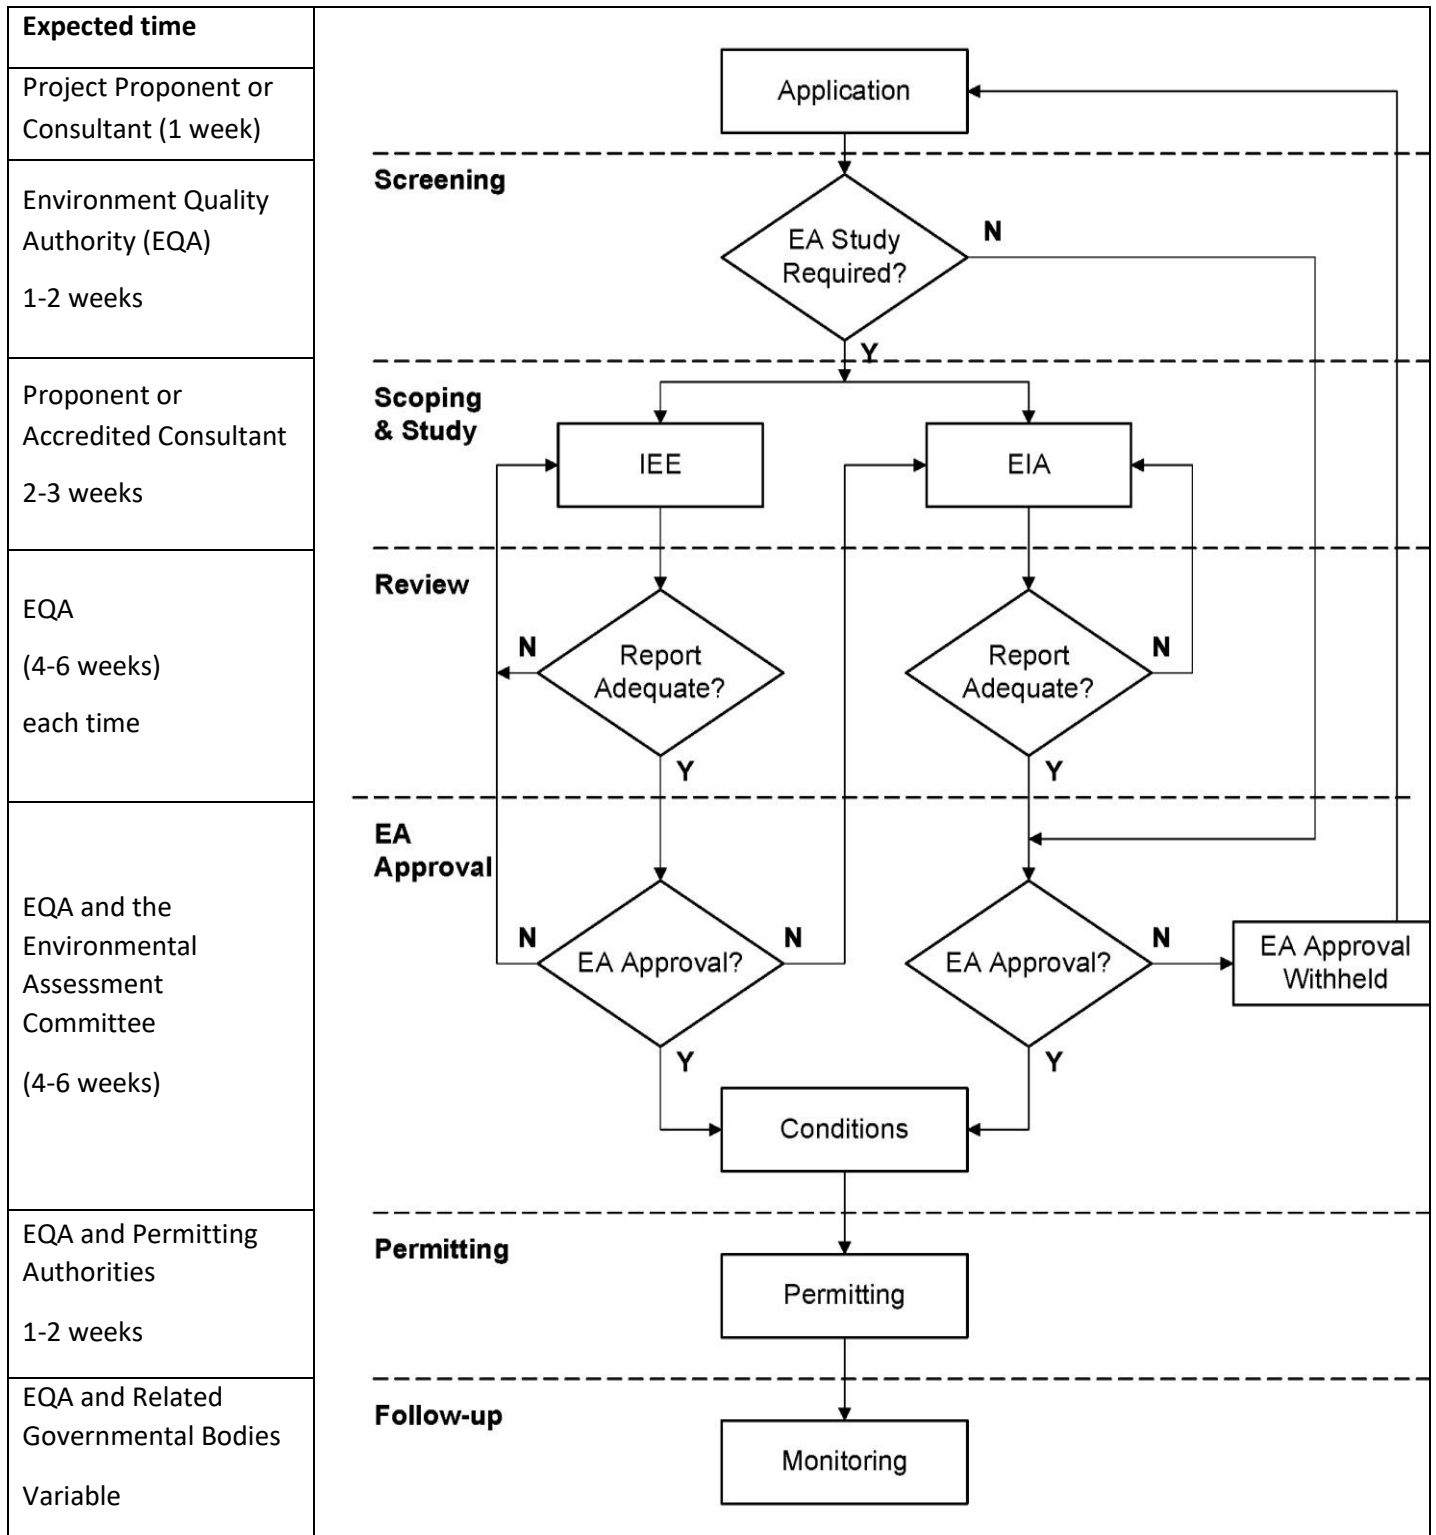 Expected time
Project Proponent or
Consultant (1 week)
Environment Quality
Authority (EQA)
1-2 weeks
Proponent or
Accredited Consultant
2-3 weeks
EQA
(4-6 weeks)
each time
EQA and the
Environmental
Assessment
Committee
(4-6 weeks)
EQA and Permitting
Authorities
1-2 weeks
EQA and Related
Governmental Bodies
Variable
Application
Screening
EA Study
Required?
N
Y
Scoping
& Study
IEE
EIA
Review
N
Report
Adequate?
Y
Report
Adequate?
N
Y
EA
Approval
N
EA Approval?
N
Y
EA Approval?
N
Y
EA Approval
Withheld
Conditions
Permitting
Permitting
Follow-up
Monitoring